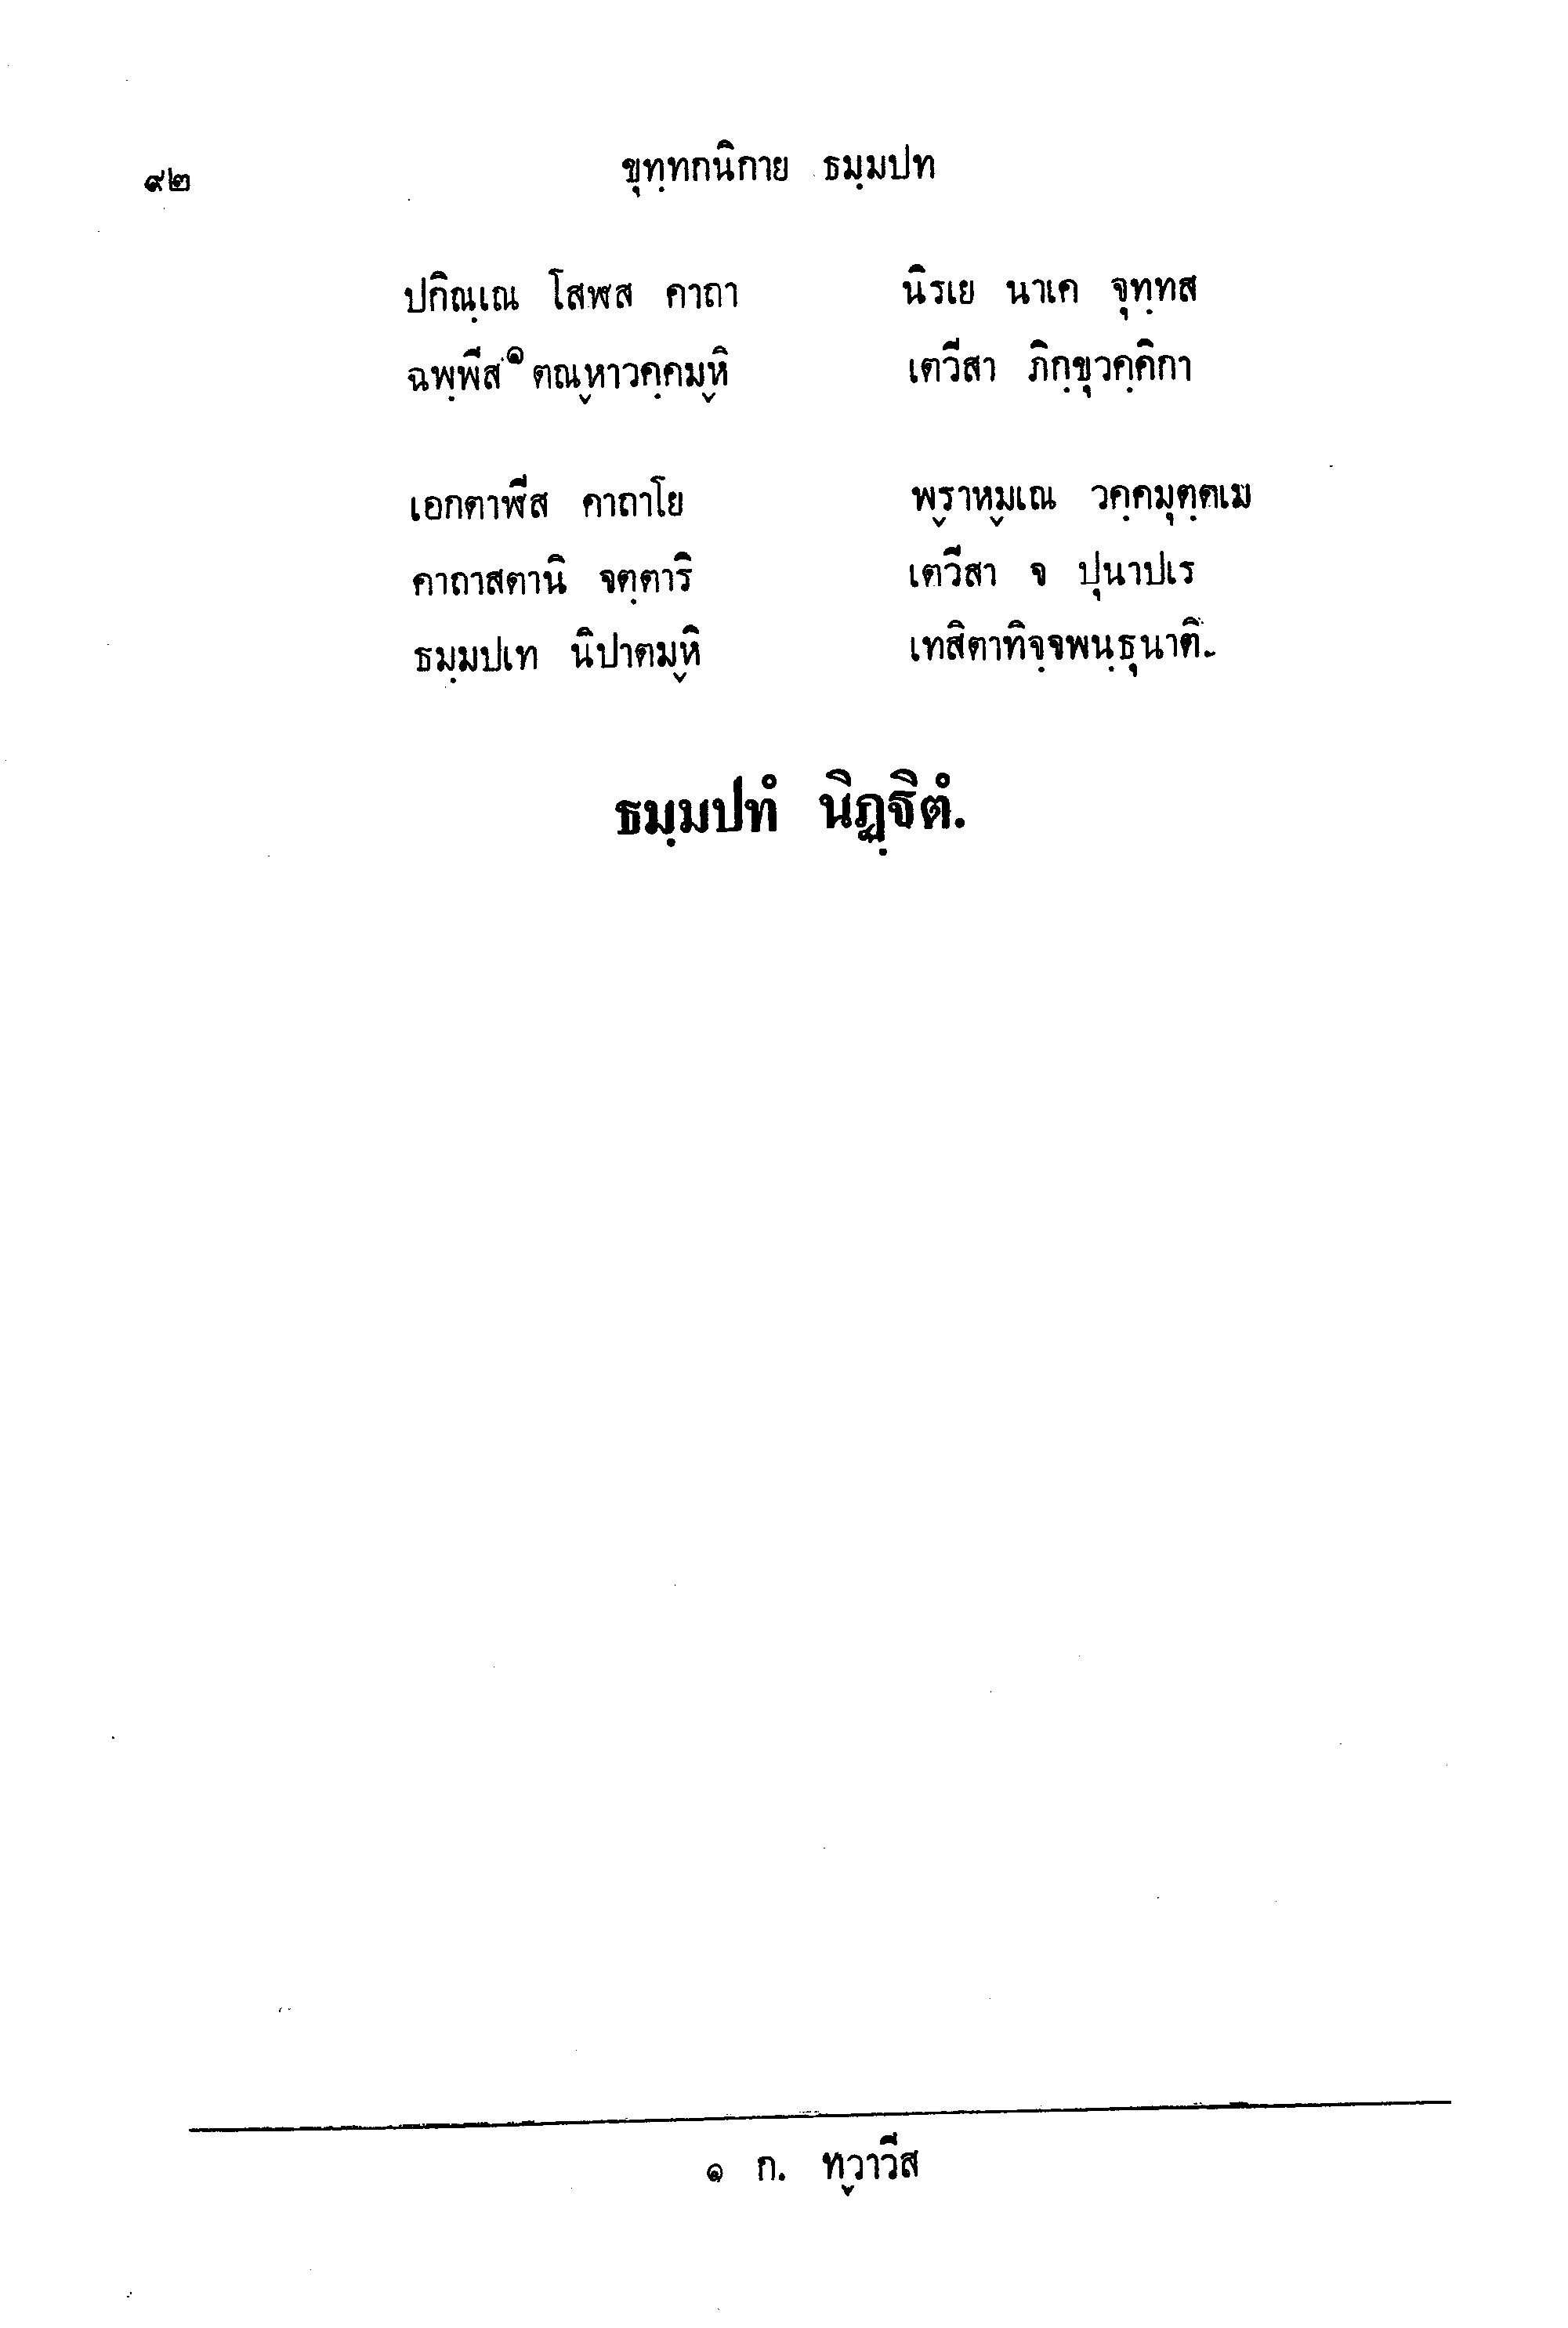 ๙๒ ขุทฺทกนิกาย ธมฺมปท
ปกิณฺเณ โสฬส คาถา นิรเย นาเค จุทฺทส
ฉพฺพีส๑ ตณฺหาวคฺคมฺหิ เตวีสา ภิกฺขุวคฺคิกา
เอกตาฬีส คาถาโย พฺราหฺมเณ วคฺคมุตฺตเม
คาถาสตานิ จตฺตาริ เตวีสา จ ปุนาปเร
ธมฺมปเท นิปาตมฺหิ เทสิตาทิจฺจพนฺธุนาติ.
ธมฺมปทํ นิฏฺฐิตํ.
๑ ก. ทฺวาวีส